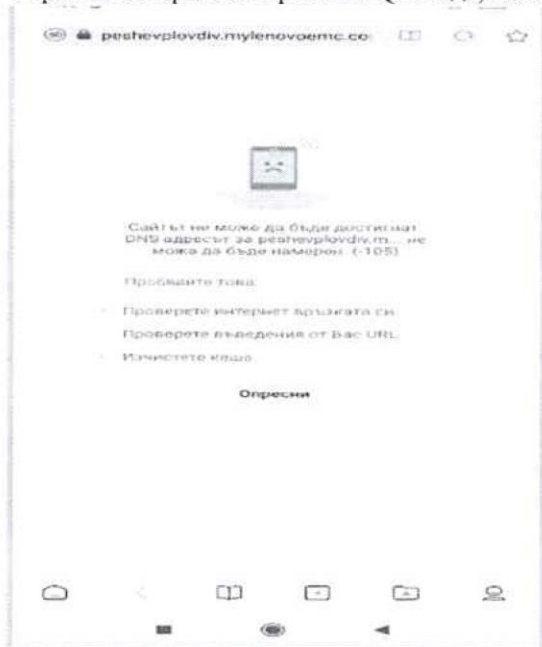 peshevplovdiv.mylenovoemc.co
Сайтът не може да бъде достигнат
DNS адресът за peshevplovdiv.m... не
може да бъде намерен. (-105)
Пробвайте това:
Проверете интернет връзката си
Проверете въведения от Вас URL
Изчистете кеша
Опресни